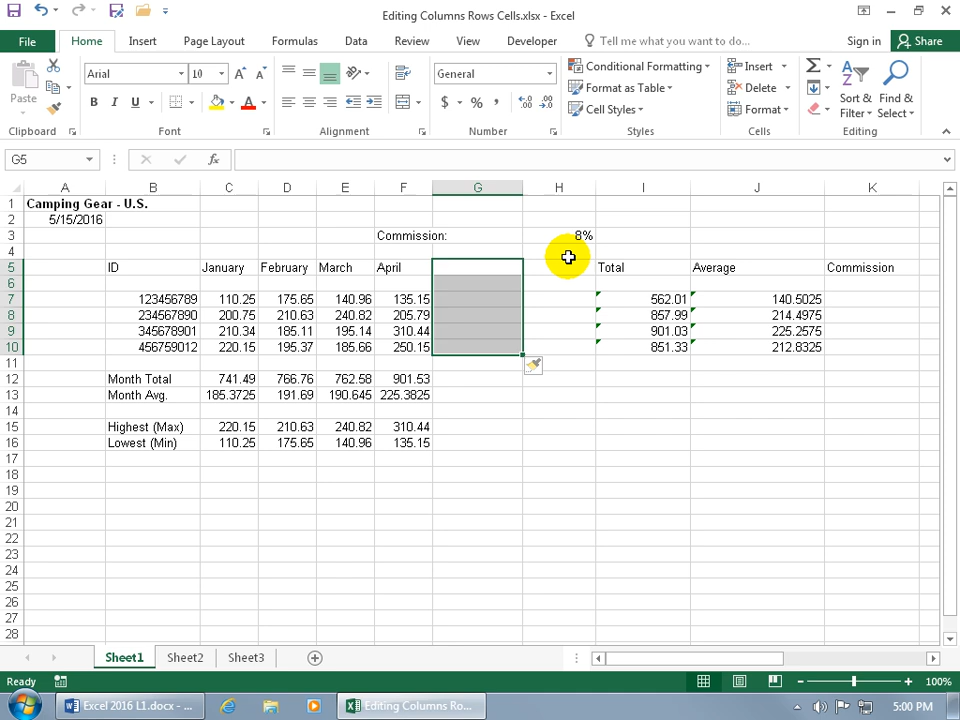 Editing Columns Rows Cells.xlsx - Excel
File Home Insert Page Layout Formulas Data Review View Developer Tell me what you want to do... Sign in Share
Paste Arial 10 A A General Conditional Formatting Insert Σ
B I U A $ % , Format as Table Delete Sort & Find &
Cell Styles Format Filter Select
Clipboard Font Alignment Number Styles Cells Editing
G5 fx
A B C D E F G H I J K
1 Camping Gear - U.S.
2 5/15/2016
3 Commission: 8%
4
5 ID January February March April Total Average Commission
6
7 123456789 110.25 175.65 140.96 135.15 562.01 140.5025
8 234567890 200.75 210.63 240.82 205.79 857.99 214.4975
9 345678901 210.34 185.11 195.14 310.44 901.03 225.2575
10 456759012 220.15 195.37 185.66 250.15 851.33 212.8325
11
12 Month Total 741.49 766.76 762.58 901.53
13 Month Avg. 185.3725 191.69 190.645 225.3825
14
15 Highest (Max) 220.15 210.63 240.82 310.44
16 Lowest (Min) 110.25 175.65 140.96 135.15
17
18
19
20
21
22
23
24
25
26
27
28
Sheet1 Sheet2 Sheet3
Ready 100%
Excel 2016 L1.docx - ... Editing Columns Ro... 5:00 PM